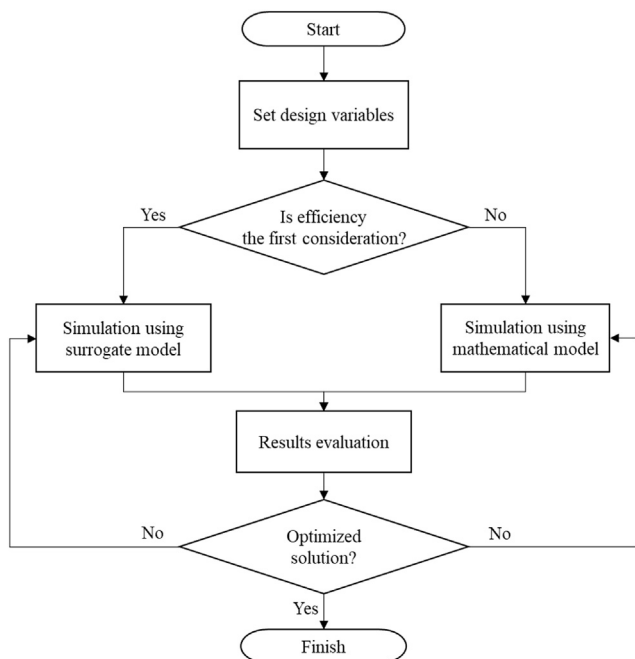 Start
Set design variables
Yes
Is efficiency
the first consideration?
No
Simulation using
surrogate model
Simulation using
mathematical model
Results evaluation
No
Optimized
solution?
No
Yes
Finish